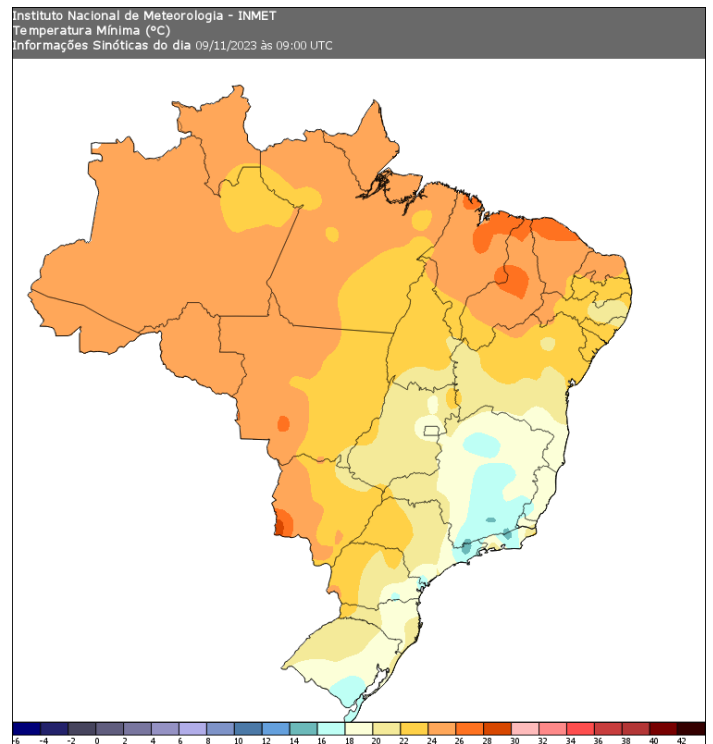 Instituto Nacional de Meteorologia - INMET
Temperatura Mínima (°C)
Informações Sinóticas do dia 09/11/2023 às 09:00 UTC
-6 -4 -2 0 2 4 6 8 10 12 14 16 18 20 22 24 26 28 30 32 34 36 38 40 42